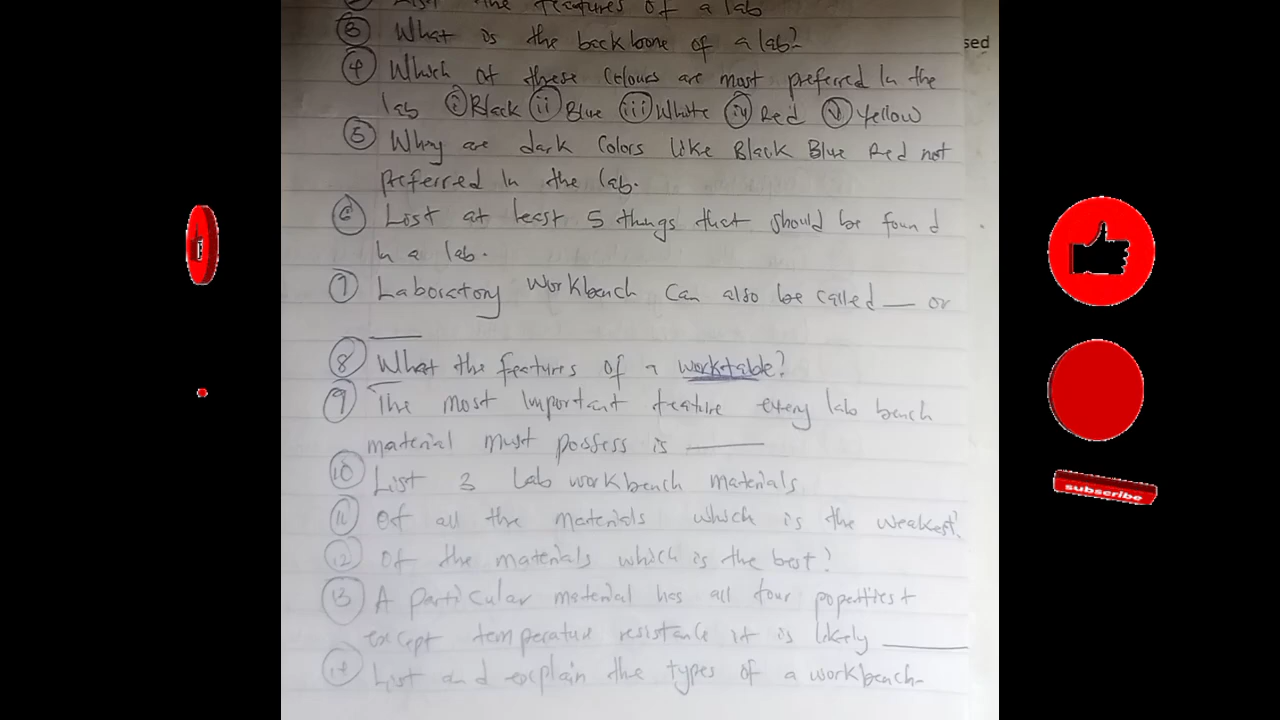 List the features of a lab
③ What is the backbone of a lab?
sed
④ Which of these Colours are most preferred In the
lab ⓘ Black ⓘⓘ Blue ⓘⓘⓘ White ⓘⓥ Red ⓥ Yellow
⑤ Why are dark Colors like Black Blue Red not
preferred In the lab.
⑥ List at least 5 things that should be found
In a lab.
⑦ Laboratory Workbench Can also be called __ or
____
⑧ What the features of a worktable?
⑨ The most Important feature every lab bench
material must possess is ____
⑩ List 3 Lab workbench materials
⑪ Of all the materials which is the weakest?
⑫ Of the materials which is the best?
⑬ A particular material has all four
except temperature resistance it is likely ____
⑭ List and explain the types of a workbench-
subscribe